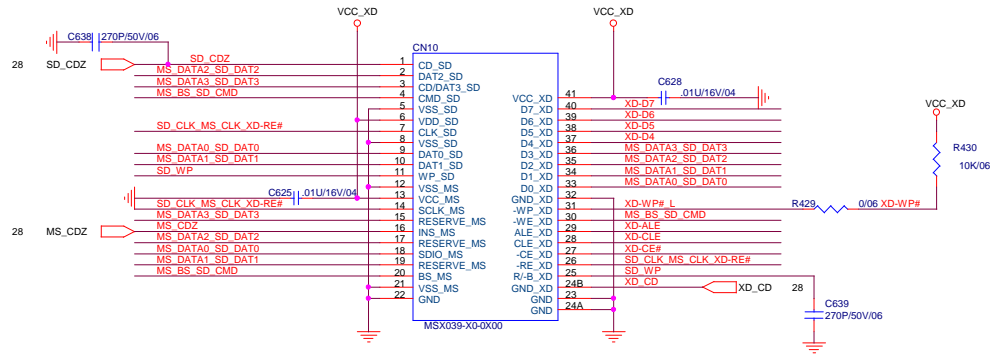 VCC_XD
VCC_XD
C638 270P/50V/06
CN10
28 SD_CDZ SD_CDZ 1 CD_SD
MS_DATA2_SD_DAT2 2 DAT2_SD
MS_DATA3_SD_DAT3 3 CD/DAT3_SD
MS_BS_SD_CMD 4 CMD_SD
5 VSS_SD
6 VDD_SD
SD_CLK_MS_CLK_XD-RE# 7 CLK_SD
8 VSS_SD
MS_DATA0_SD_DAT0 9 DAT0_SD
MS_DATA1_SD_DAT1 10 DAT1_SD
SD_WP 11 WP_SD
12 VSS_MS
C625 .01U/16V/04 13 VCC_MS
SD_CLK_MS_CLK_XD-RE# 14 SCLK_MS
MS_DATA3_SD_DAT3 15 RESERVE_MS
28 MS_CDZ MS_CDZ 16 INS_MS
MS_DATA2_SD_DAT2 17 RESERVE_MS
MS_DATA0_SD_DAT0 18 SDIO_MS
MS_DATA1_SD_DAT1 19 RESERVE_MS
MS_BS_SD_CMD 20 BS_MS
21 VSS_MS
22 GND
VCC_XD 41 C628 .01U/16V/04
D7_XD 40 XD-D7
D6_XD 39 XD-D6
D5_XD 38 XD-D5
D4_XD 37 XD-D4
D3_XD 36 MS_DATA3_SD_DAT3
D2_XD 35 MS_DATA2_SD_DAT2
D1_XD 34 MS_DATA1_SD_DAT1
D0_XD 33 MS_DATA0_SD_DAT0
GND_XD 32
-WP_XD 31 XD-WP#_L R429 0/06 XD-WP#
-WE_XD 30 MS_BS_SD_CMD
ALE_XD 29 XD-ALE
CLE_XD 28 XD-CLE
-CE_XD 27 XD-CE#
-RE_XD 26 SD_CLK_MS_CLK_XD-RE#
R/-B_XD 25 SD_WP
GND_XD 24B XD_CD XD_CD 28
GND 23
GND 24A
MSX039-X0-0X00
VCC_XD
R430
10K/06
C639
270P/50V/06